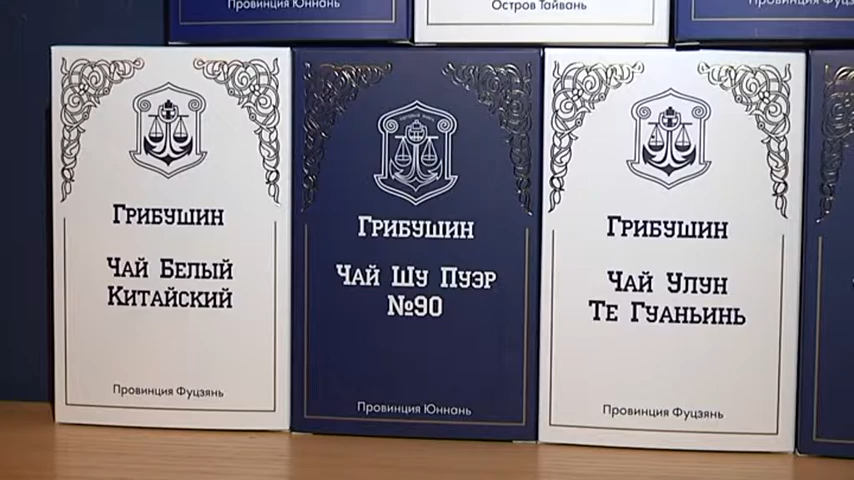 Провинция Юннань
Остров Тайвань
Провинция Фуцзя
Грибушин
Чай Белый
Китайский
Провинция Фуцзянь
Грибушин
Чай Шу Пуэр
№90
Провинция Юннань
Грибушин
Чай Улун
Те Гуаньинь
Провинция Фуцзянь